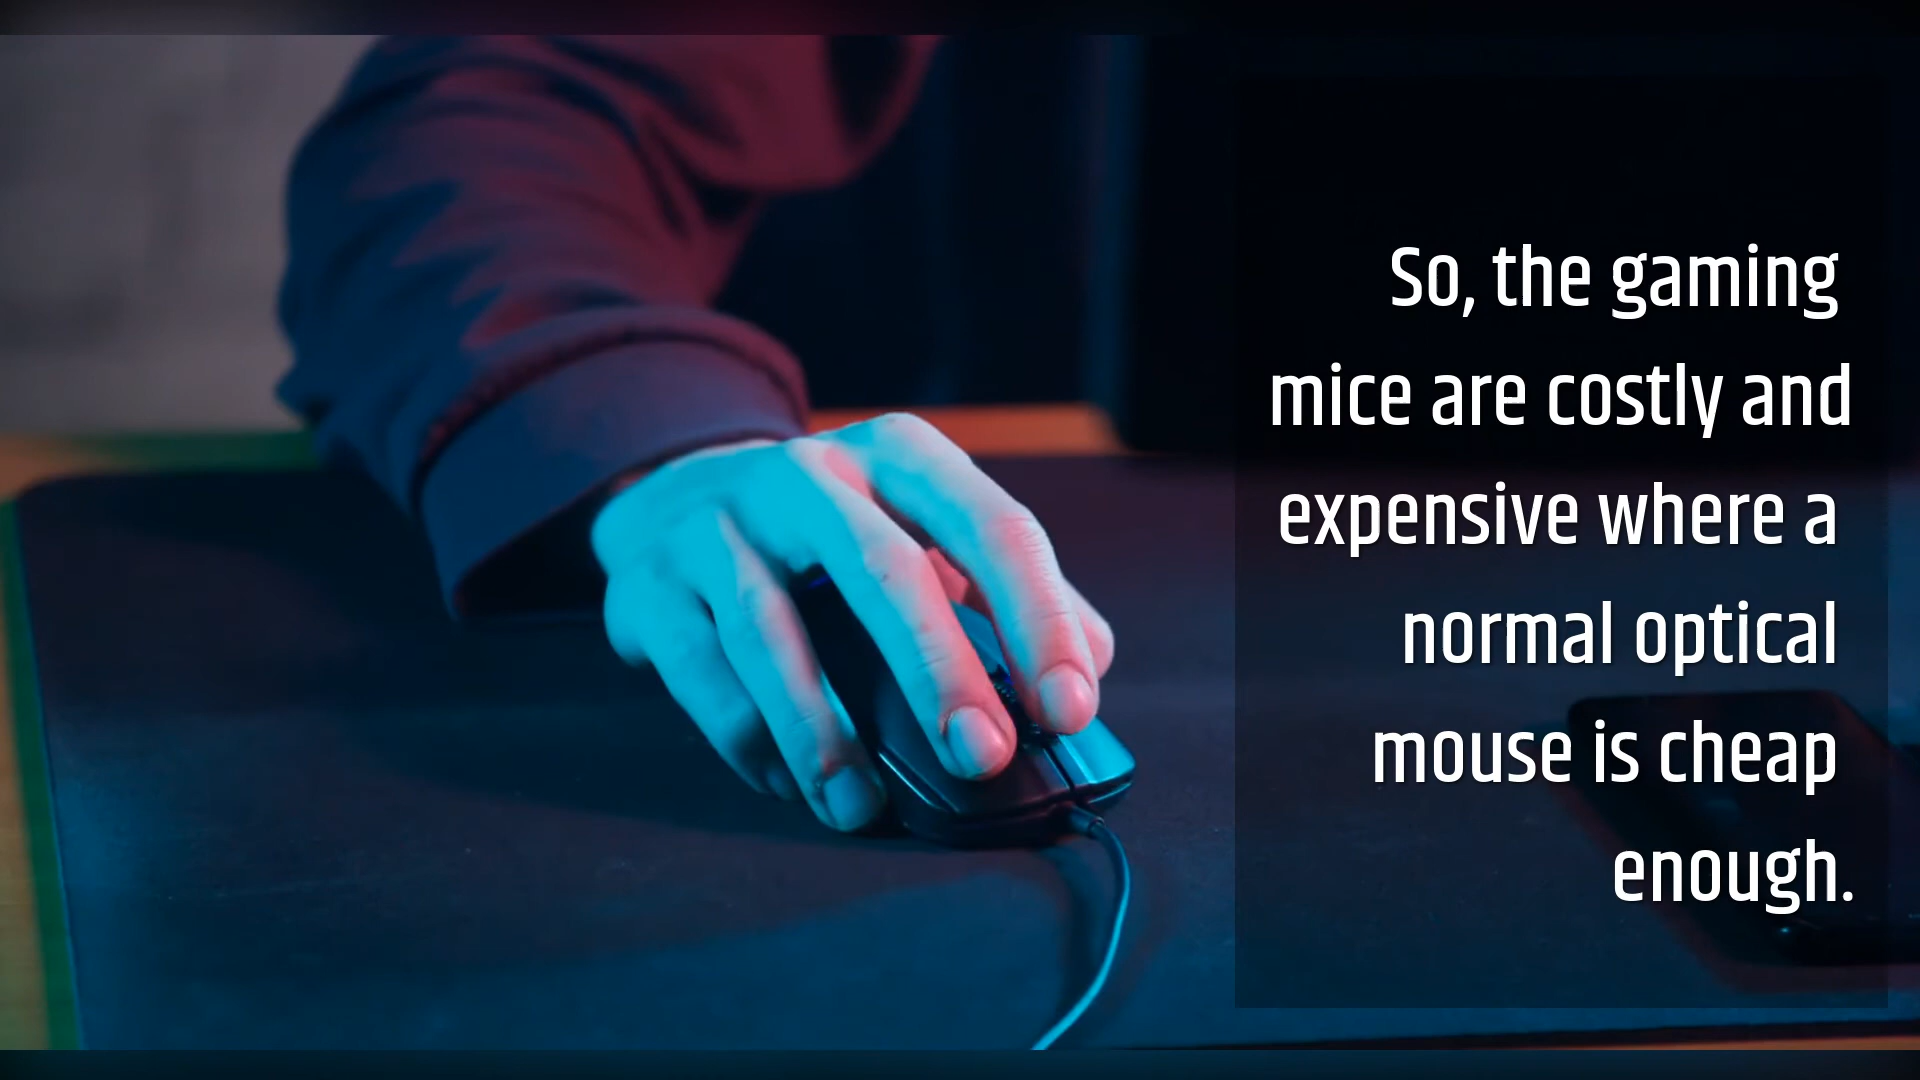 So, the gaming
mice are costly and
expensive where a
normal optical
mouse is cheap
enough.